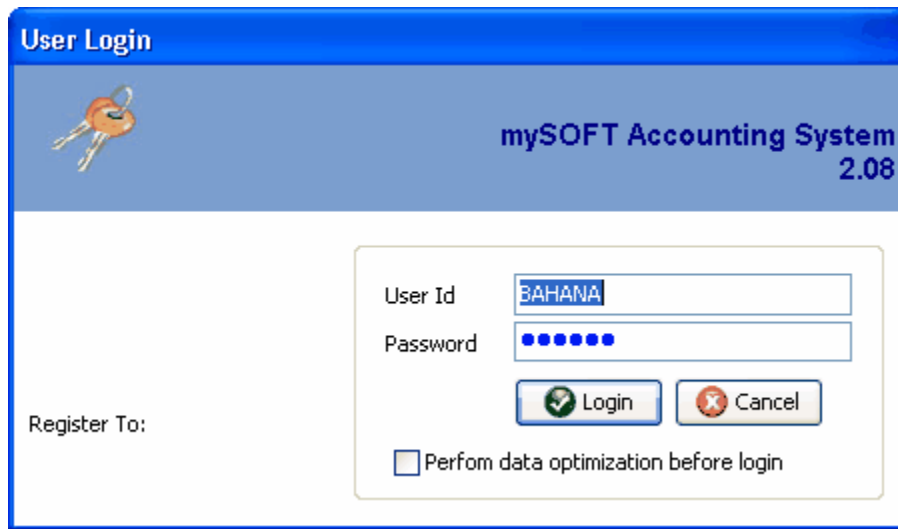 User Login
mySOFT Accounting System
2.08
User Id
BAHANA
Password
●●●●●●
Login
Cancel
Register To:
Perfom data optimization before login